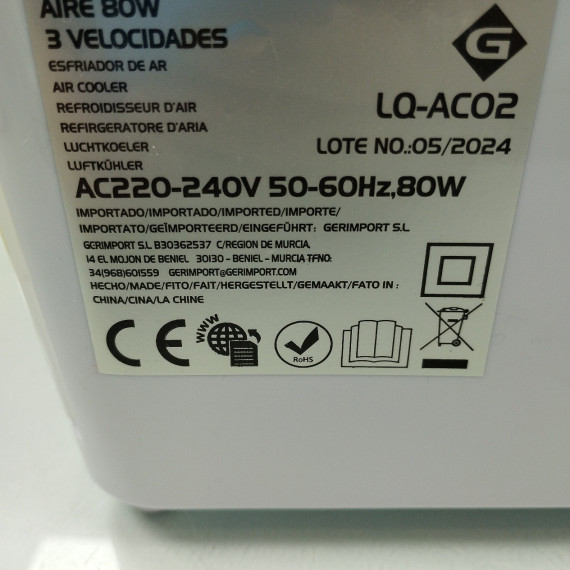 AIRE 80W
3 VELOCIDADES
ESFRIADOR DE AR
AIR COOLER
REFROIDISSEUR D'AIR
REFIRGERATORE D'ARIA
LUCHTKOELER
LUFTKÜHLER
G
LQ-AC02
LOTE NO.:05/2024
AC220-240V 50-60Hz,80W
IMPORTADO/IMPORTADO/IMPORTED/IMPORTE/
IMPORTATO/GEÏMPORTEERD/EINGEFÜHRT: GERIMPORT S.L
GERIMPORT S.L B30362537 C/REGION DE MURCIA,
14 EL MOJON DE BENIEL 30130 - BENIEL - MURCIA TFNO:
34(968)601559 GERIMPORT@GERIMPORT.COM
HECHO/MADE/FITO/FAIT/HERGESTELLT/GEMAAKT/FATO IN :
CHINA/CINA/LA CHINE
CE
WWW
RoHS